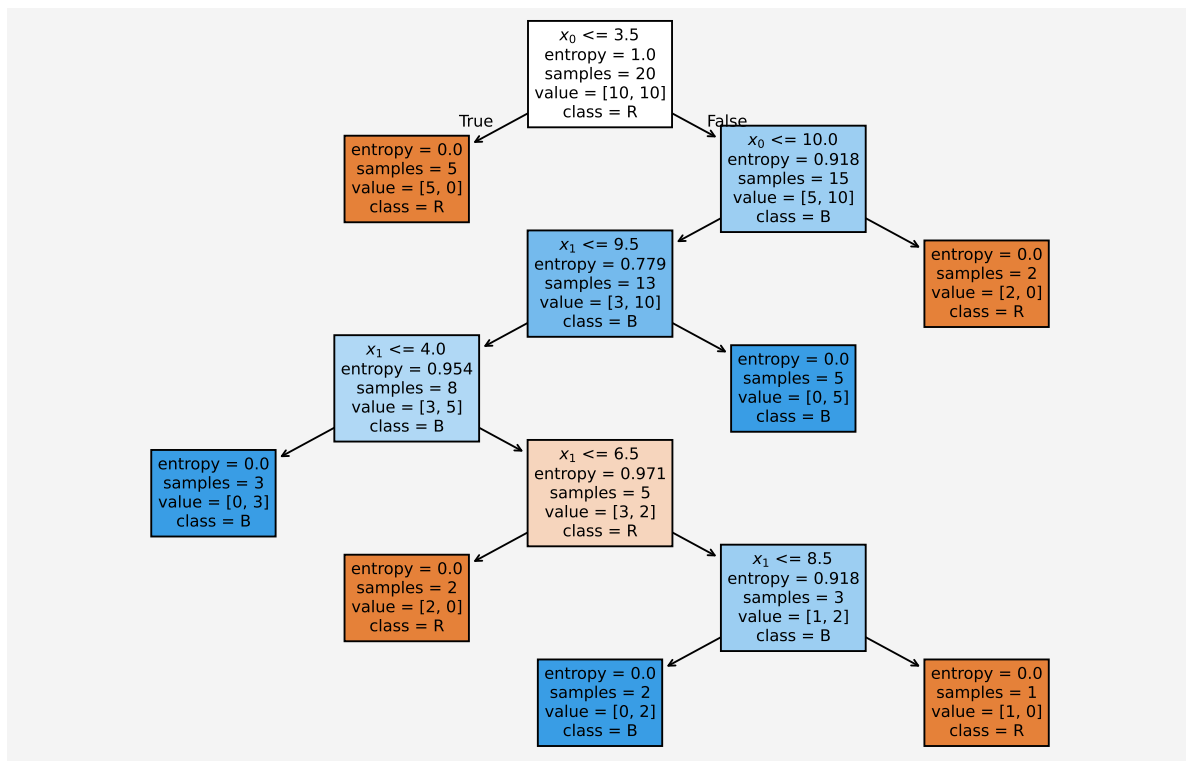 x₀ <= 3.5
entropy = 1.0
samples = 20
value = [10, 10]
class = R
True
False
entropy = 0.0
samples = 5
value = [5, 0]
class = R
x₀ <= 10.0
entropy = 0.918
samples = 15
value = [5, 10]
class = B
x₁ <= 9.5
entropy = 0.779
samples = 13
value = [3, 10]
class = B
entropy = 0.0
samples = 2
value = [2, 0]
class = R
x₁ <= 4.0
entropy = 0.954
samples = 8
value = [3, 5]
class = B
entropy = 0.0
samples = 5
value = [0, 5]
class = B
entropy = 0.0
samples = 3
value = [0, 3]
class = B
x₁ <= 6.5
entropy = 0.971
samples = 5
value = [3, 2]
class = R
entropy = 0.0
samples = 2
value = [2, 0]
class = R
x₁ <= 8.5
entropy = 0.918
samples = 3
value = [1, 2]
class = B
entropy = 0.0
samples = 2
value = [0, 2]
class = B
entropy = 0.0
samples = 1
value = [1, 0]
class = R